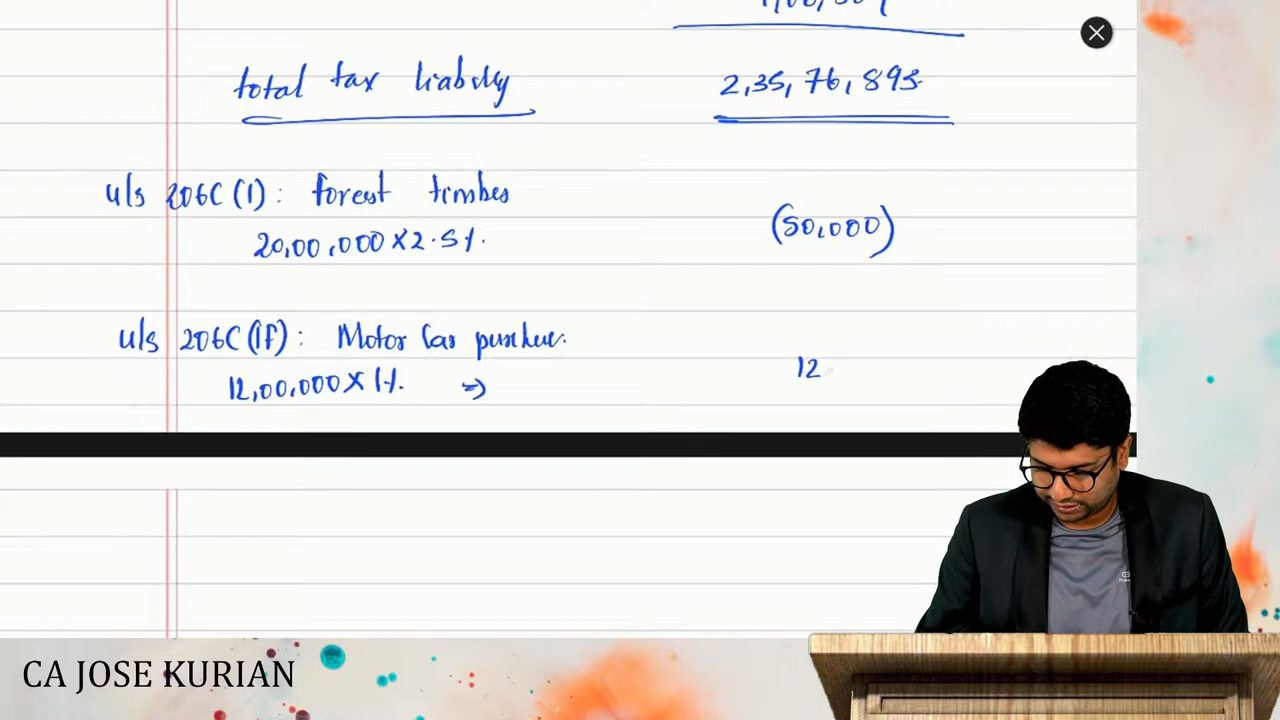 total tax liability 2,35,76,893.
u/s 206C(1): Forest timber
20,00,000 × 2.5%. (50,000)
u/s 206C(1F): Motor Car purchase.
12,00,000 × 1%. ⇒ 12
CA JOSE KURIAN